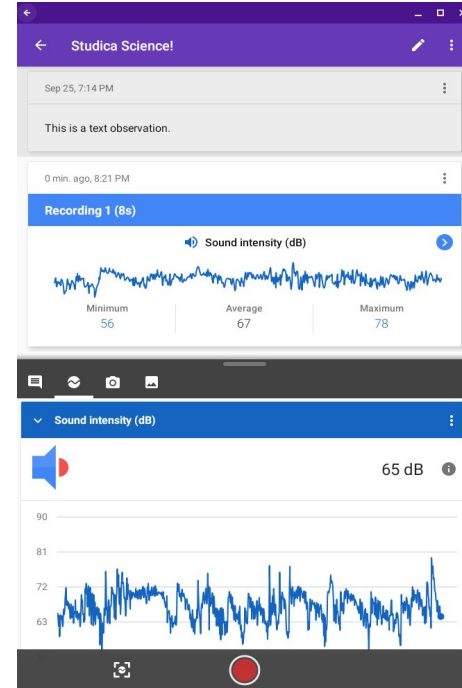 Studica Science!
Sep 25, 7:14 PM
This is a text observation.
0 min. ago, 8:21 PM
Recording 1 (8s)
Sound intensity (dB)
Minimum Average Maximum
56 67 78
Sound intensity (dB)
65 dB
90
81
72
63